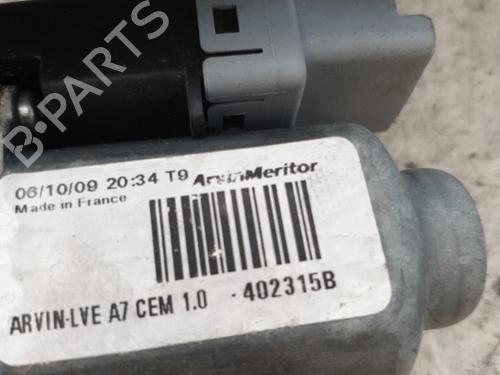 06/10/09 20:34 T9 ArvinMeritor
Made in France
ARVIN-LVE A7 CEM 1.0 - 402315B
B-PARTS